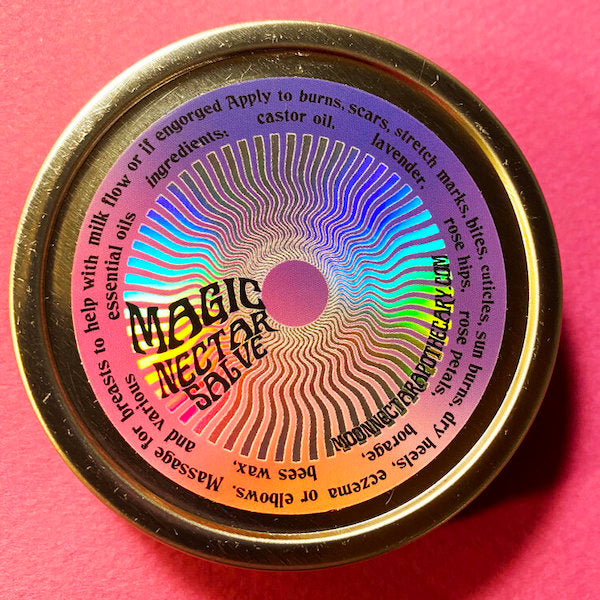 MAGIC
NECTAR
SALVE
MOONNECTARAPOTHECARY.COM
Apply to burns, scars, stretch marks, bites, cuticles, sun burns, dry heels, eczema or elbows. Massage for breasts to help with milk flow or if engorged
ingredients: castor oil, lavender, rose hips, rose petals, borage, bees wax, and various essential oils